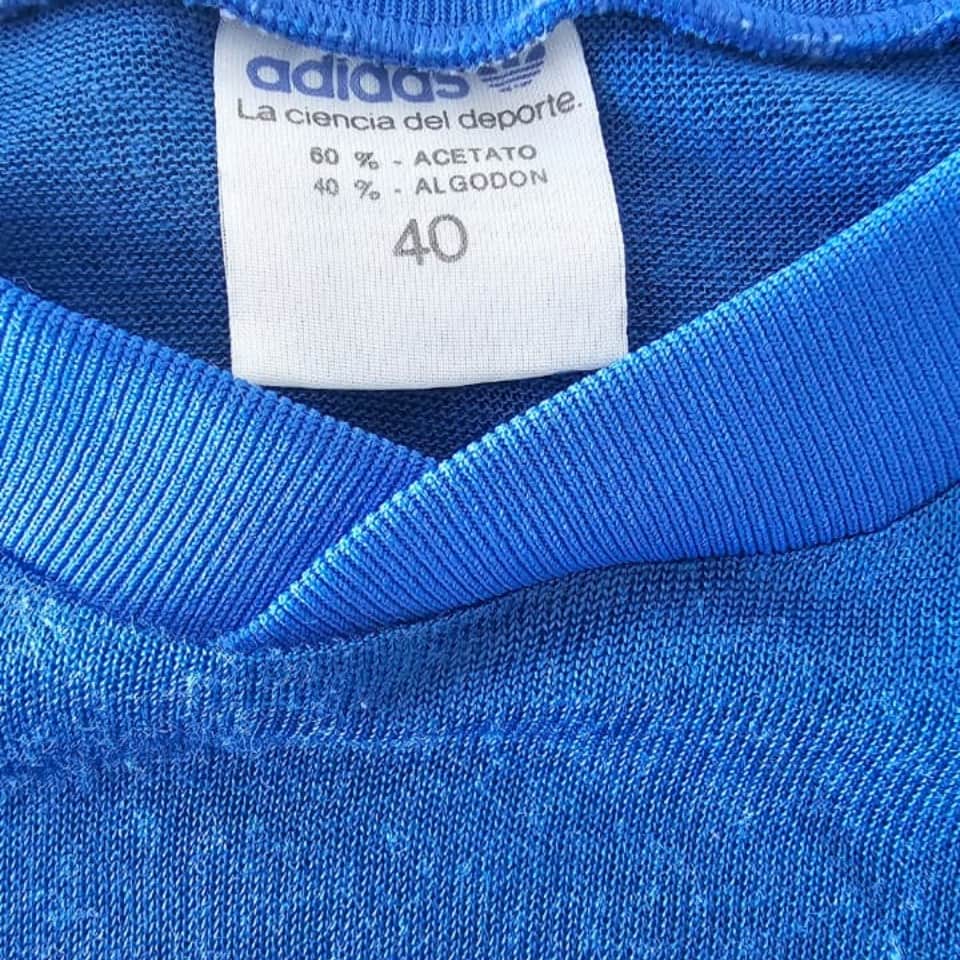 adidas
La ciencia del deporte.
60 % - ACETATO
40 % - ALGODON
40